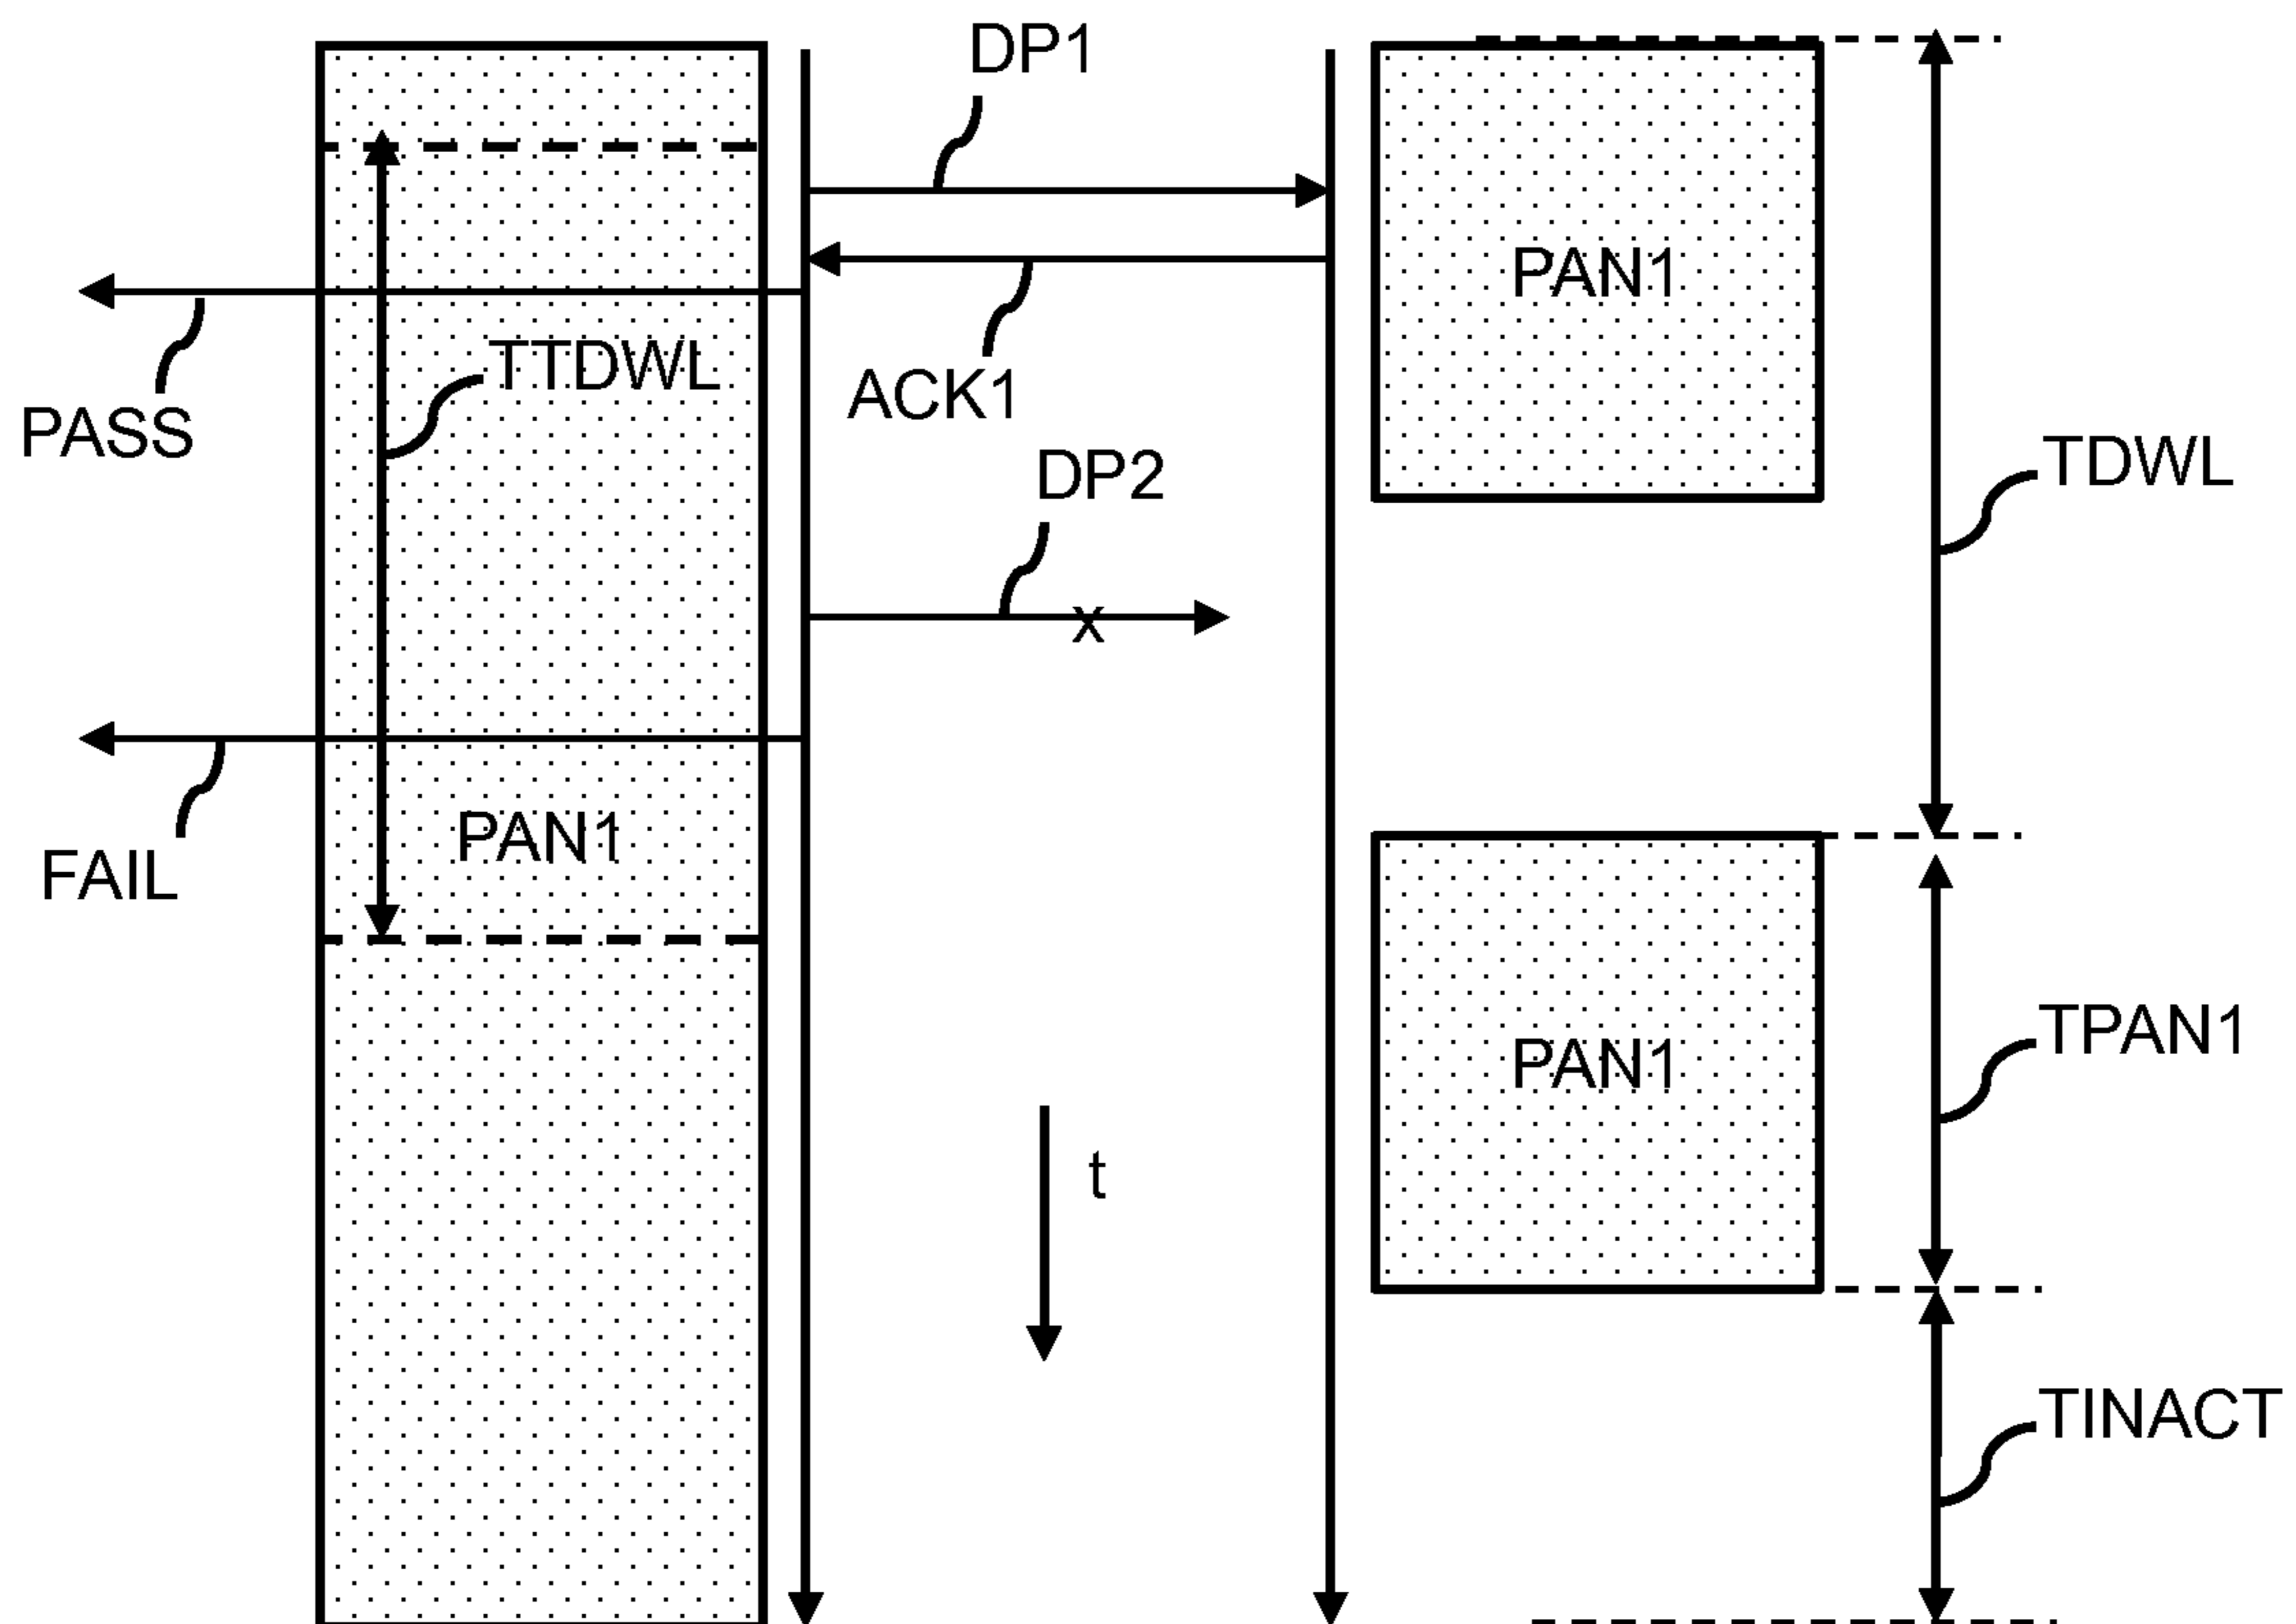 DP1
PAN1
TTDWL
ACK1
PASS
TDWL
DP2
x
PAN1
FAIL
TPAN1
PAN1
t
TINACT